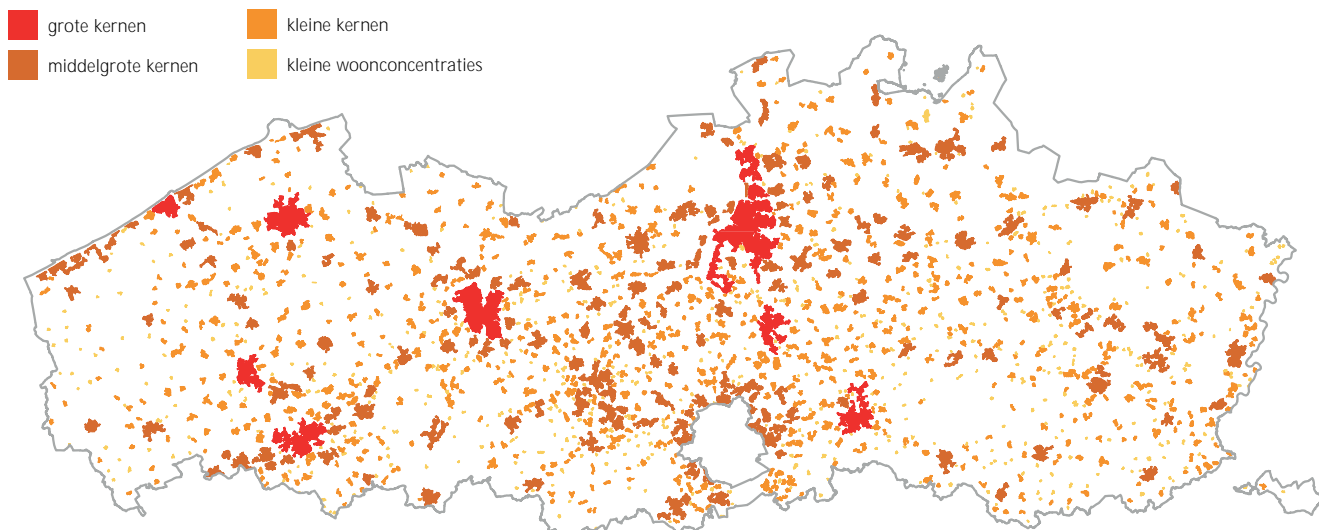 grote kernen
middelgrote kernen
kleine kernen
kleine woonconcentraties